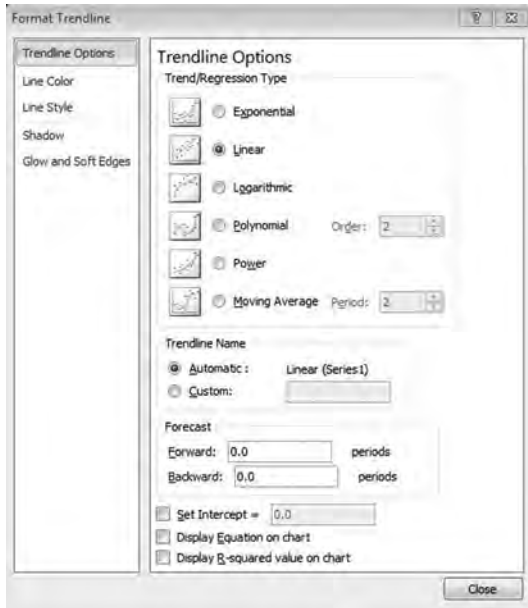 Format Trendline
Trendline Options
Line Color
Line Style
Shadow
Glow and Soft Edges
Trendline Options
Trend/Regression Type
Exponential
Linear
Logarithmic
Polynomial Order: 2
Power
Moving Average Period: 2
Trendline Name
Automatic : Linear (Series1)
Custom:
Forecast
Forward: 0.0 periods
Backward: 0.0 periods
Set Intercept = 0.0
Display Equation on chart
Display R-squared value on chart
Close